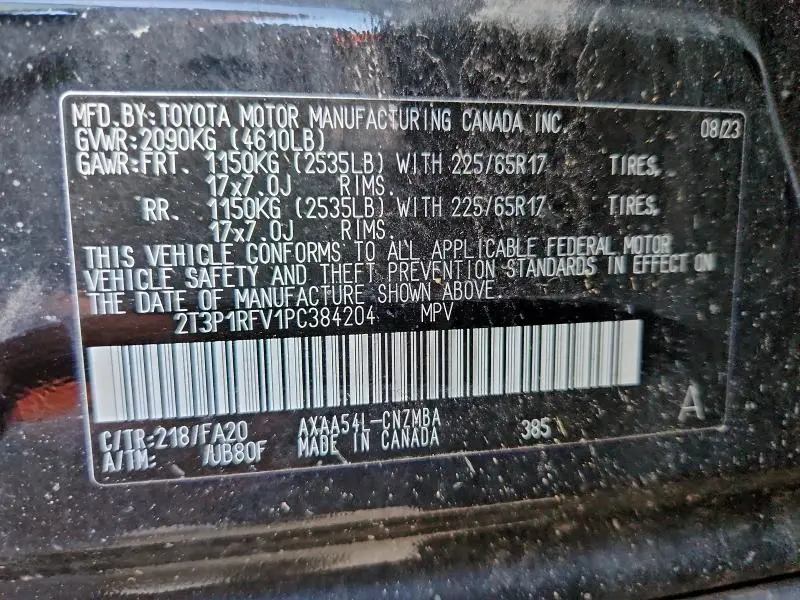 MFD.BY:TOYOTA MOTOR MANUFACTURING CANADA INC. 08/23
GVWR:2090KG (4610LB)
GAWR:FRT. 1150KG (2535LB) WITH 225/65R17 TIRES,
17x7.0J RIMS.
RR. 1150KG (2535LB) WITH 225/65R17 TIRES,
17x7.0J RIMS.
THIS VEHICLE CONFORMS TO ALL APPLICABLE FEDERAL MOTOR
VEHICLE SAFETY AND THEFT PREVENTION STANDARDS IN EFFECT ON
THE DATE OF MANUFACTURE SHOWN ABOVE.
2T3P1RFV1PC384204 MPV
A
C/TR:218/FA20 AXAA54L-CNZMBA 385
A/TM: /UB80F MADE IN CANADA